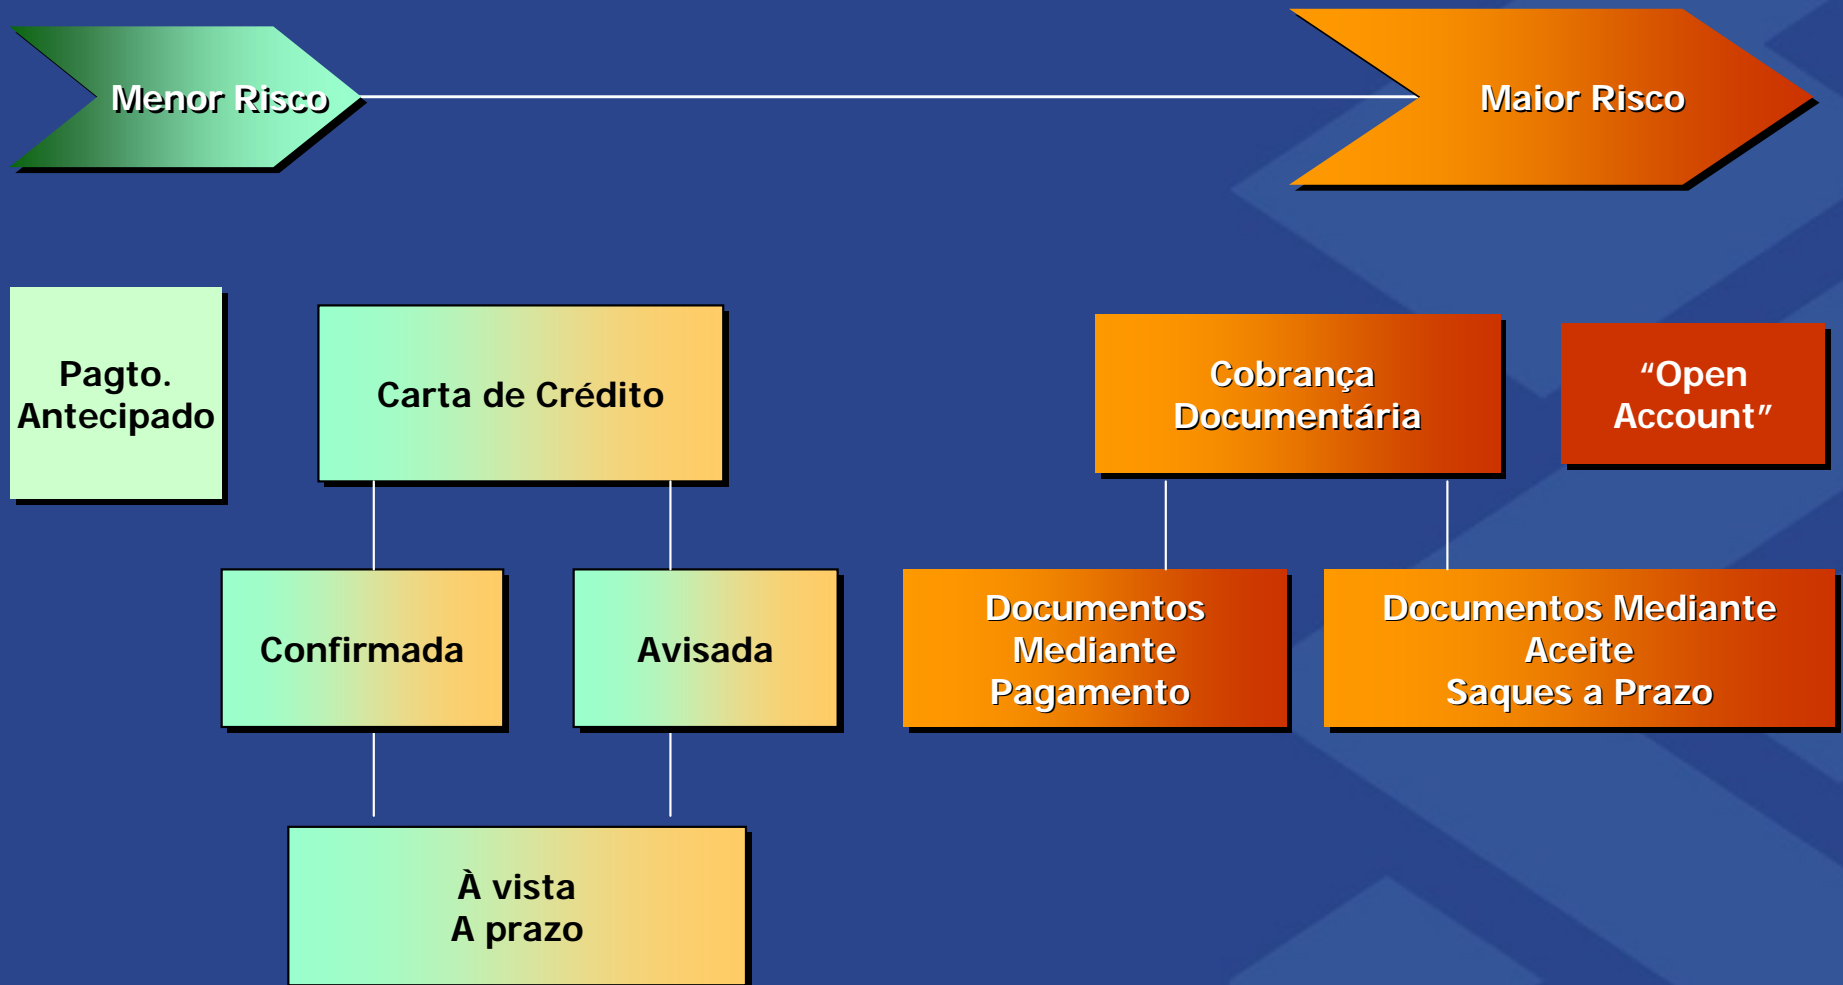 Menor Risco
Maior Risco
Pagto.
Antecipado
Carta de Crédito
Cobrança
Documentária
“Open
Account”
Confirmada
Avisada
Documentos
Mediante
Pagamento
Documentos Mediante
Aceite
Saques a Prazo
À vista
A prazo